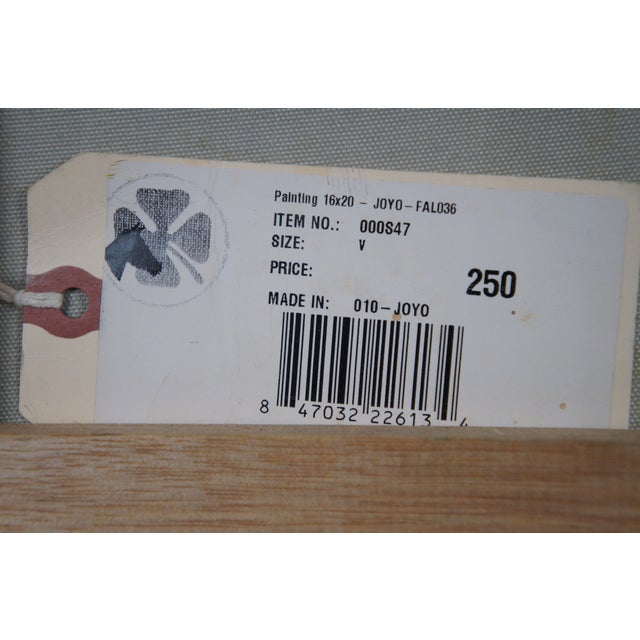 Painting 16x20 - JOYO-FAL036
ITEM NO.: 000S47
SIZE: V
PRICE: 250
MADE IN: 010-JOYO
8 47032 22613 4